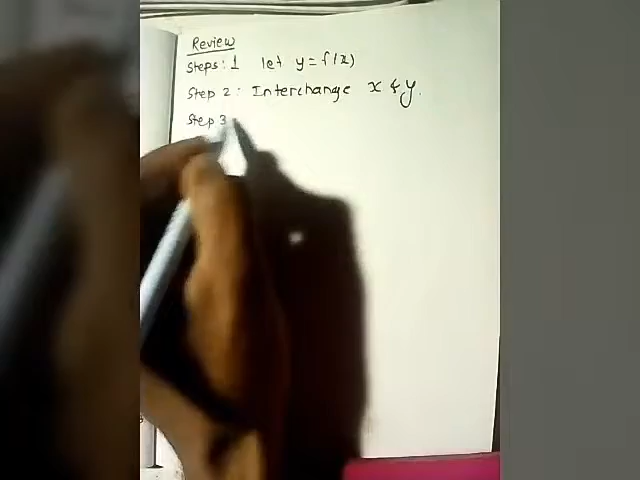 Review
Steps: 1 let y = f(x)
Step 2: Interchange x & y.
Step 3